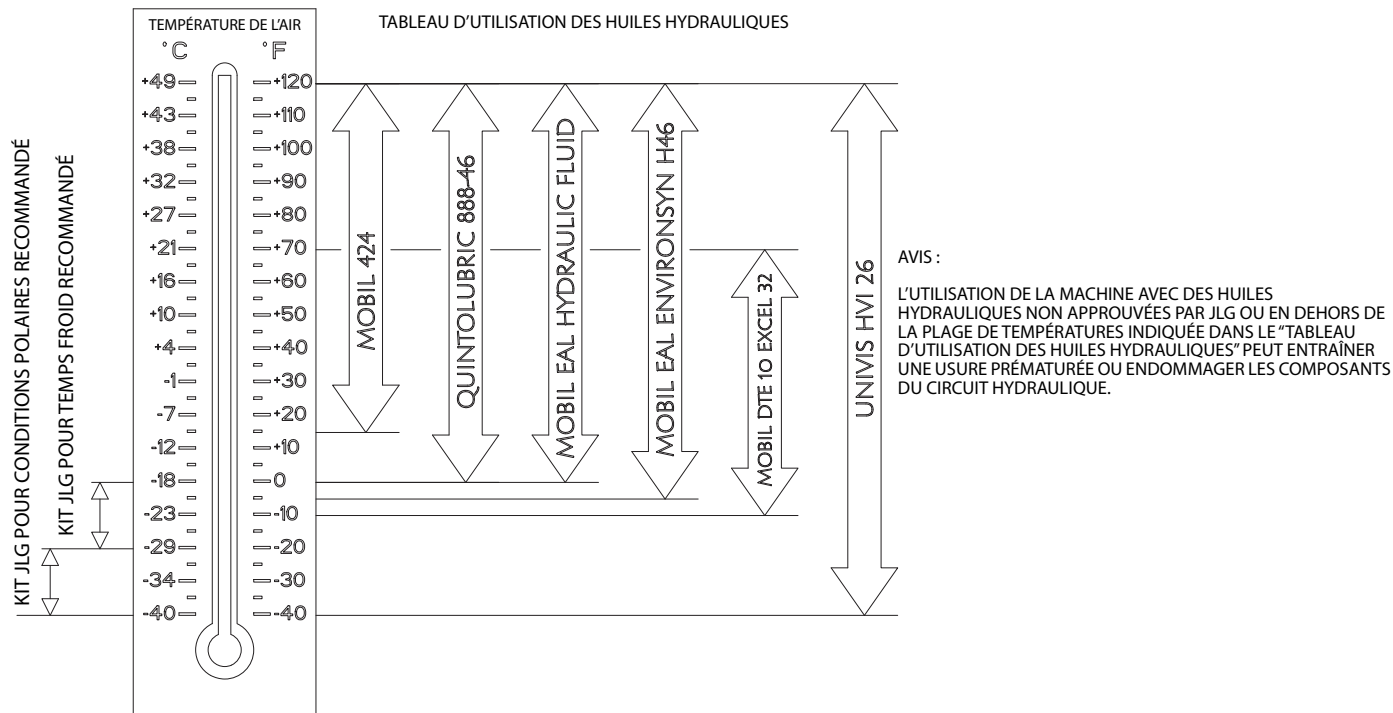 TABLEAU D'UTILISATION DES HUILES HYDRAULIQUES
TEMPÉRATURE DE L'AIR
°C °F
+49 +120
+43 +110
+38 +100
+32 +90
+27 +80
+21 +70
+16 +60
+10 +50
+4 +40
-1 +30
-7 +20
-12 +10
-18 0
-23 -10
-29 -20
-34 -30
-40 -40
KIT JLG POUR CONDITIONS POLAIRES RECOMMANDÉ
KIT JLG POUR TEMPS FROID RECOMMANDÉ
MOBIL 424
QUINTOLUBRIC 888-46
MOBIL EAL HYDRAULIC FLUID
MOBIL EAL ENVIRONSYN H46
MOBIL DTE 10 EXCEL 32
UNIVIS HVI 26
AVIS :
L'UTILISATION DE LA MACHINE AVEC DES HUILES
HYDRAULIQUES NON APPROUVÉES PAR JLG OU EN DEHORS DE
LA PLAGE DE TEMPÉRATURES INDIQUÉE DANS LE "TABLEAU
D'UTILISATION DES HUILES HYDRAULIQUES" PEUT ENTRAÎNER
UNE USURE PRÉMATURÉE OU ENDOMMAGER LES COMPOSANTS
DU CIRCUIT HYDRAULIQUE.